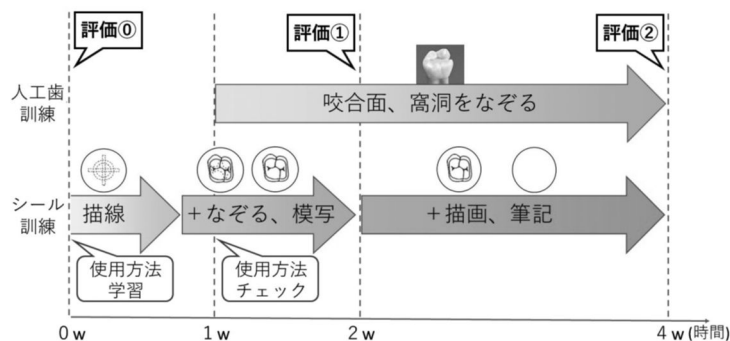 評価⓪
評価①
評価②
人工歯
訓練
咬合面、窩洞をなぞる
シール
訓練
描線
＋なぞる、模写
＋描画、筆記
使用方法
学習
使用方法
チェック
0 w
1 w
2 w
4 w (時間)